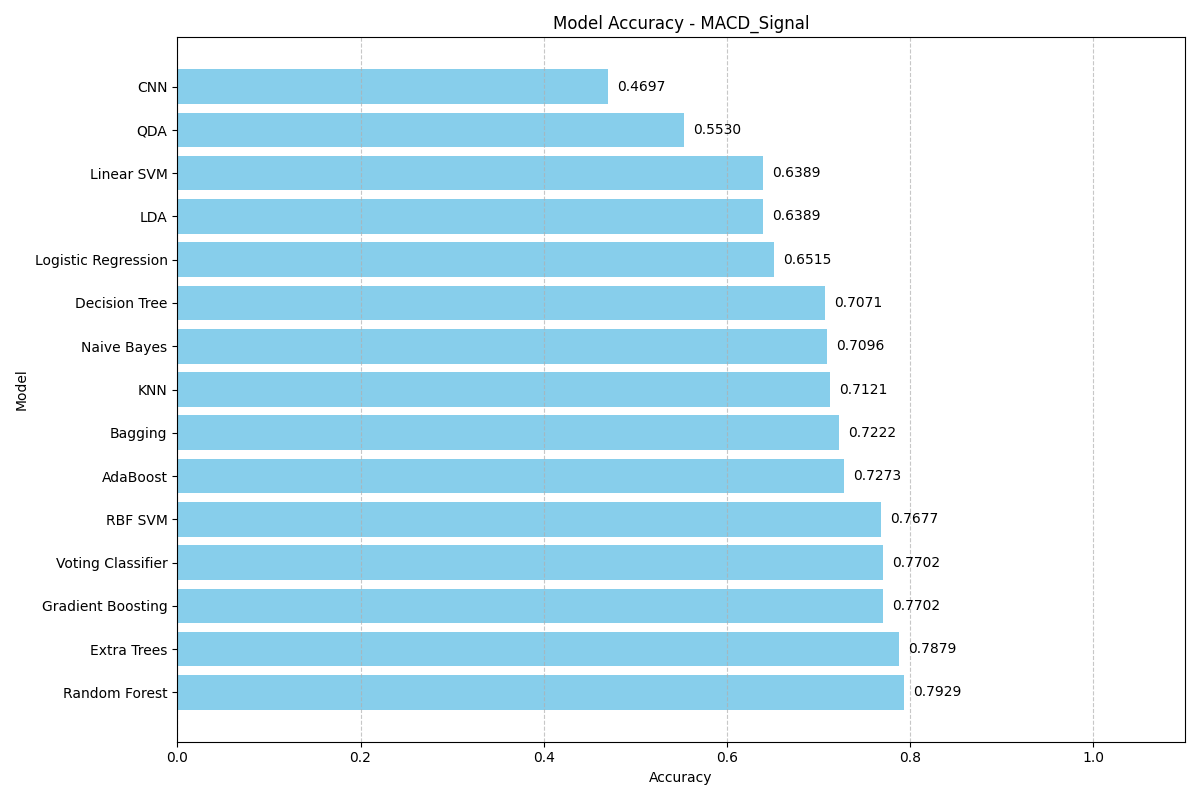 Model Accuracy - MACD_Signal
Model
CNN 0.4697
QDA 0.5530
Linear SVM 0.6389
LDA 0.6389
Logistic Regression 0.6515
Decision Tree 0.7071
Naive Bayes 0.7096
KNN 0.7121
Bagging 0.7222
AdaBoost 0.7273
RBF SVM 0.7677
Voting Classifier 0.7702
Gradient Boosting 0.7702
Extra Trees 0.7879
Random Forest 0.7929
0.0 0.2 0.4 0.6 0.8 1.0
Accuracy